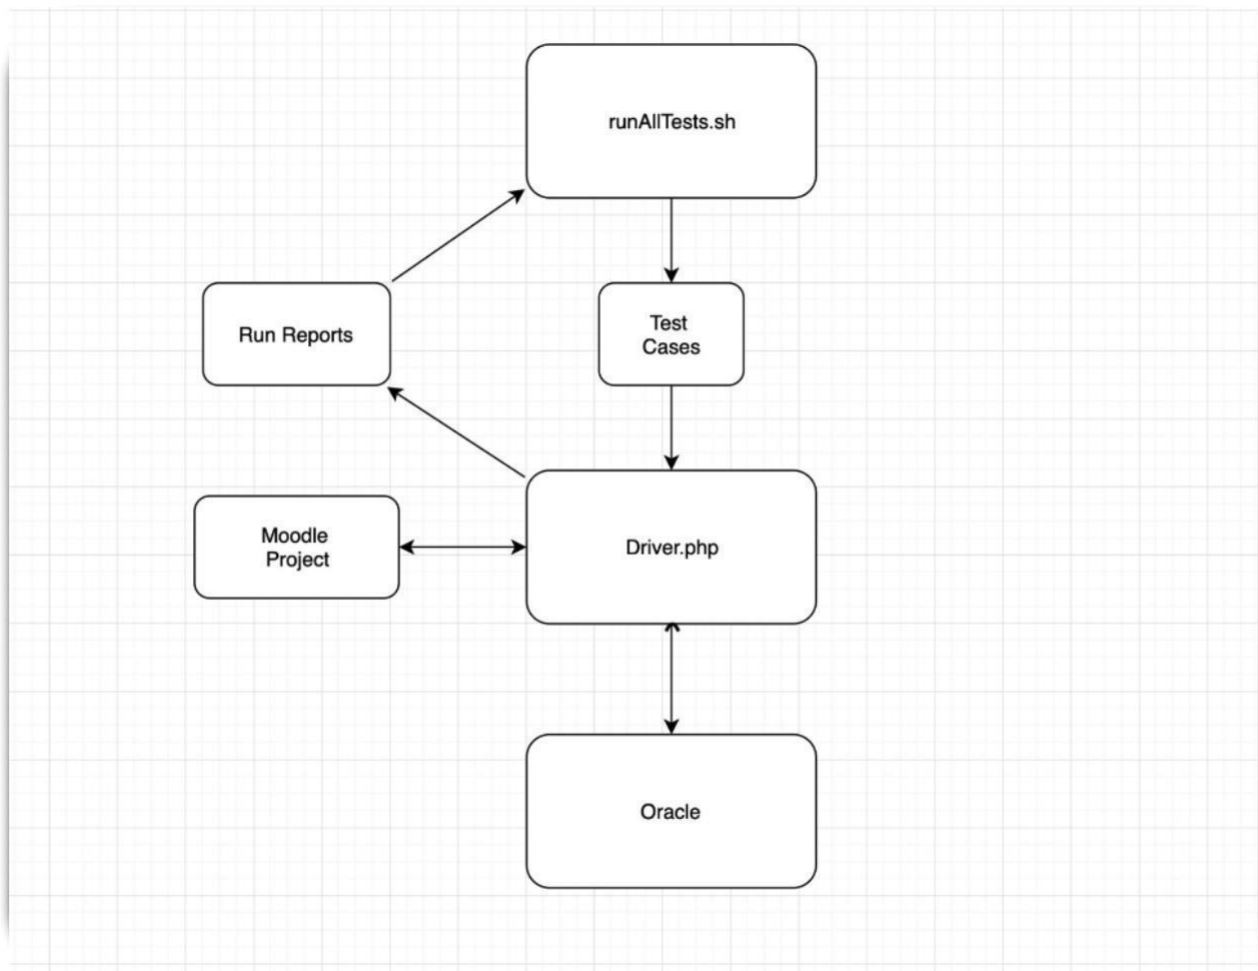 runAllTests.sh
Run Reports
Test
Cases
Moodle
Project
Driver.php
Oracle